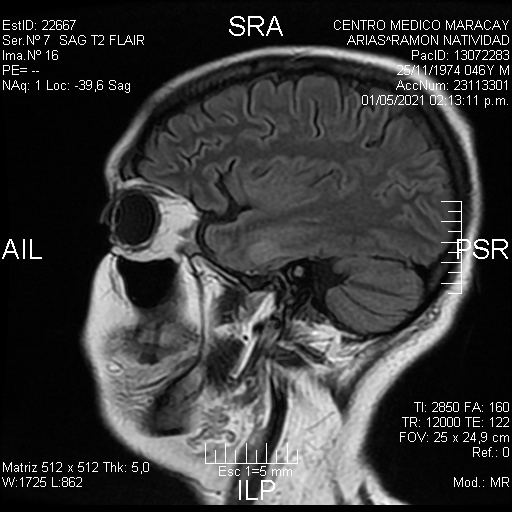 EstID: 22667
Ser.Nº 7 SAG T2 FLAIR
Ima.Nº 16
PE= --
NAq: 1 Loc: -39,6 Sag
SRA
CENTRO MEDICO MARACAY
ARIAS^RAMON NATIVIDAD
PacID: 13072283
25/11/1974 046Y M
AccNum: 23113301
01/05/2021 02:13:11 p.m.
AIL
PSR
TI: 2850 FA: 160
TR: 12000 TE: 122
FOV: 25 x 24,9 cm
Ref.: 0
Matriz 512 x 512 Thk: 5,0
W:1725 L:862
Esc 1=5 mm
ILP
Mod.: MR